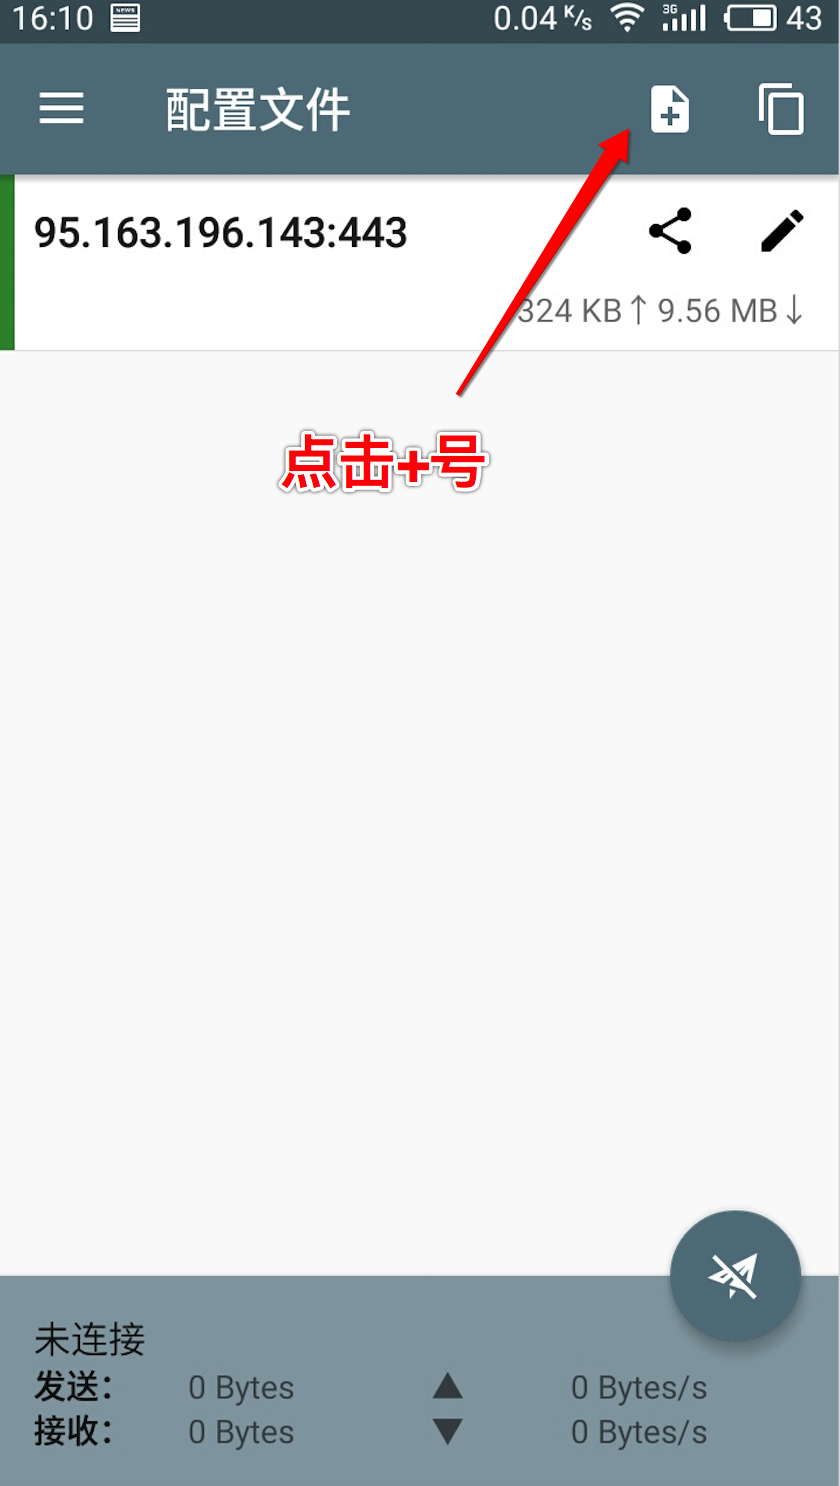 16:10 NEWS 0.04 K/s 3G 43
配置文件
95.163.196.143:443
324 KB↑ 9.56 MB↓
点击+号
未连接
发送： 0 Bytes ▲ 0 Bytes/s
接收： 0 Bytes ▼ 0 Bytes/s